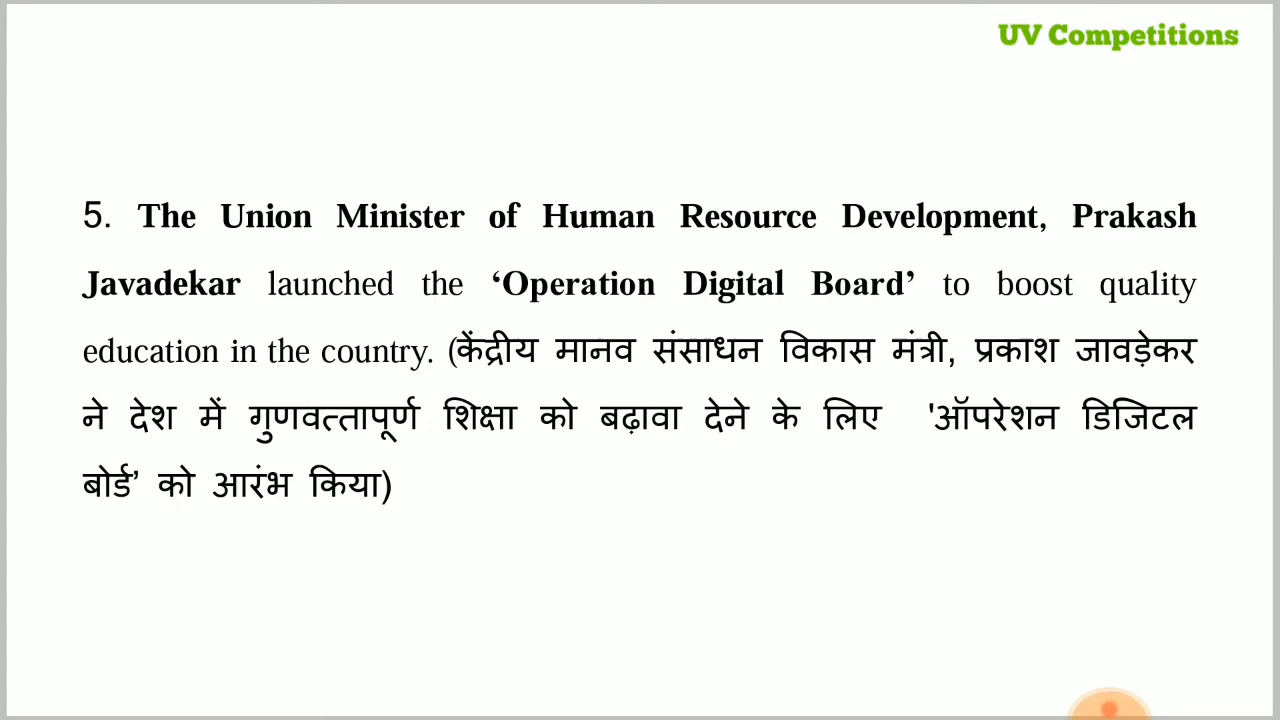 UV Competitions
5. The Union Minister of Human Resource Development, Prakash
Javadekar launched the ‘Operation Digital Board’ to boost quality
education in the country. (केंद्रीय मानव संसाधन विकास मंत्री, प्रकाश जावड़ेकर
ने देश में गुणवत्तापूर्ण शिक्षा को बढ़ावा देने के लिए 'ऑपरेशन डिजिटल
बोर्ड’ को आरंभ किया)